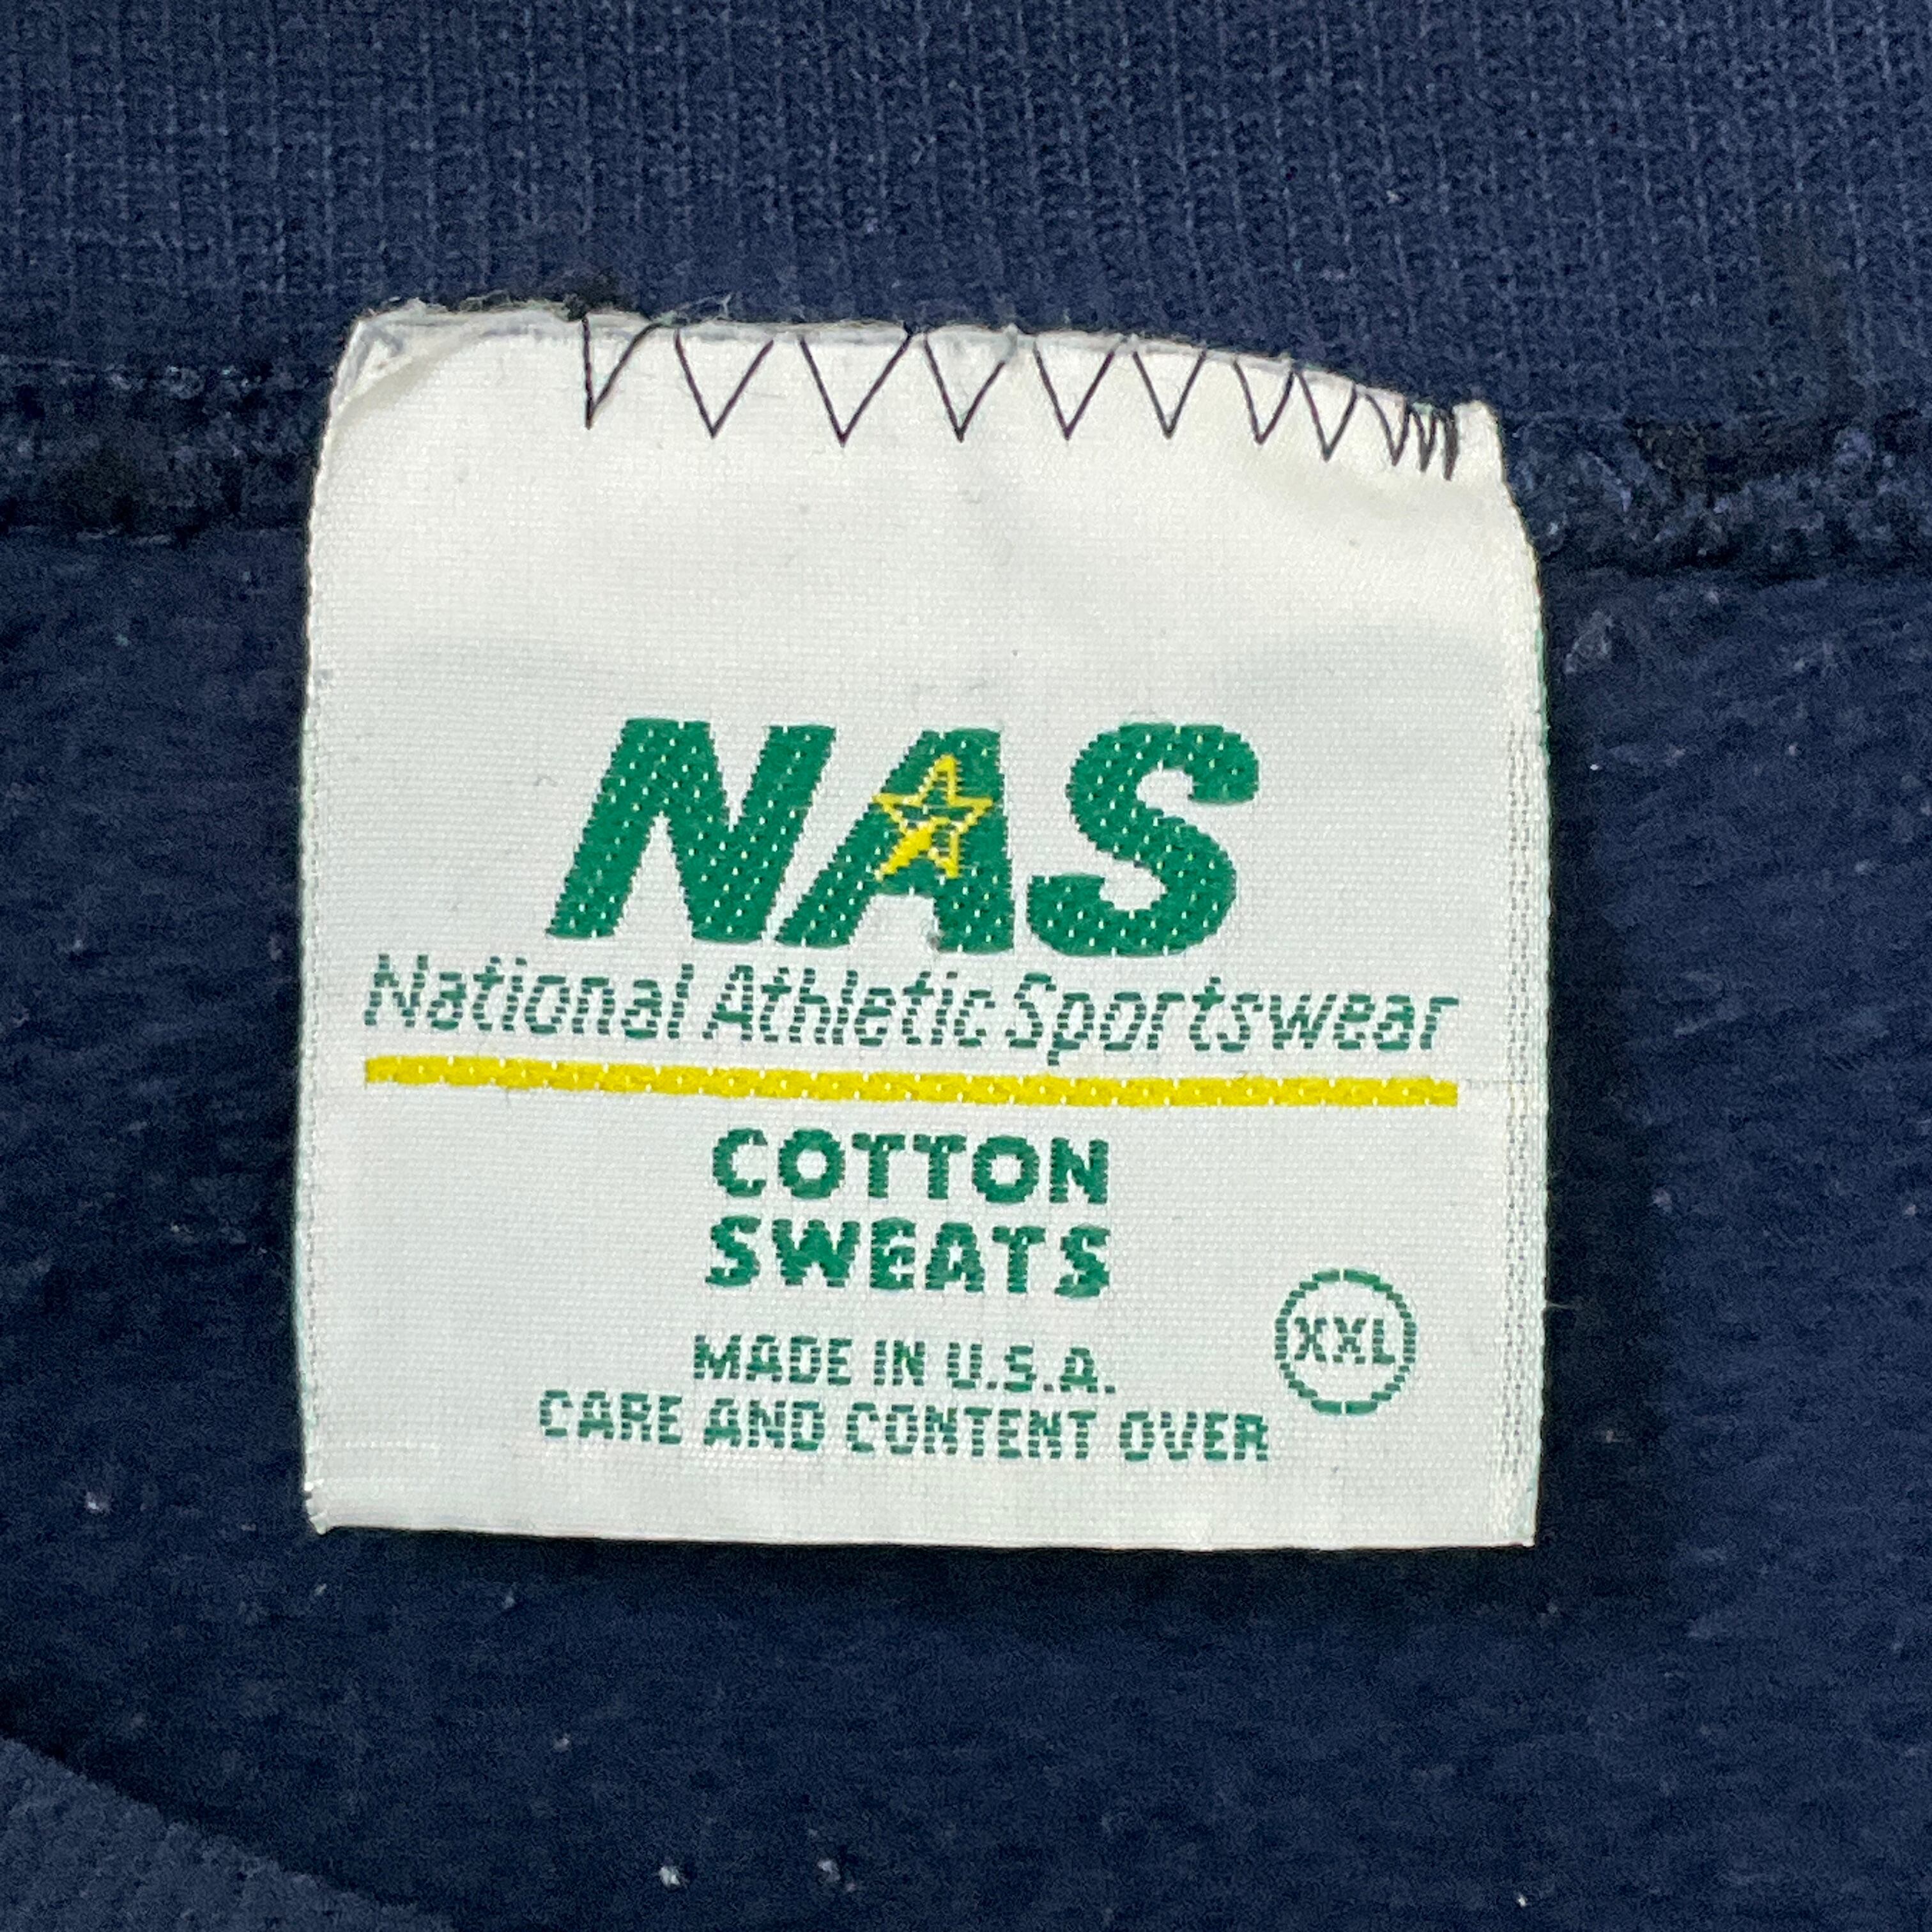 NAS
National Athletic Sportswear
COTTON
SWEATS
MADE IN U.S.A.
XXL
CARE AND CONTENT OVER